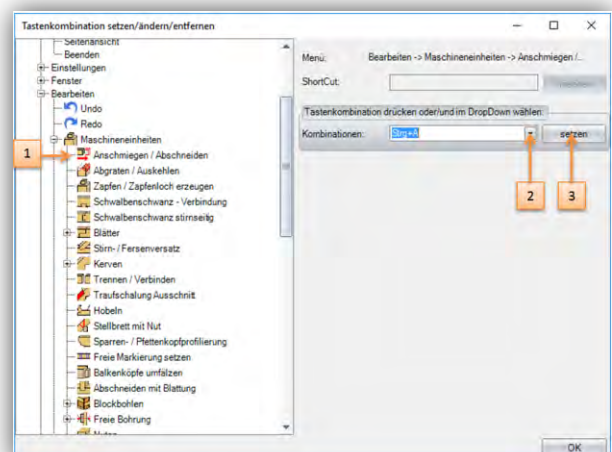 Tastenkombination setzen/ändern/entfernen
Seitenansicht
Beenden
Einstellungen
Fenster
Bearbeiten
Undo
Redo
Maschineneinheiten
Anschmiegen / Abschneiden
Abgraten / Auskehlen
Zapfen / Zapfenloch erzeugen
Schwalbenschwanz - Verbindung
Schwalbenschwanz stirnseitig
Blätter
Stirn- / Fersenversatz
Kerven
Trennen / Verbinden
Traufschalung Ausschnitt
Hobeln
Stellbrett mit Nut
Sparren- / Pfettenkopfprofilierung
Freie Markierung setzen
Balkenköpfe umfälzen
Abschneiden mit Blattung
Blockbohlen
Freie Bohrung
Nuten
1
Menü: Bearbeiten -> Maschineneinheiten -> Anschmiegen /...
ShortCut:
Tastenkombination drücken oder/und im DropDown wählen:
Kombinationen: Strg+A setzen
2 3
OK